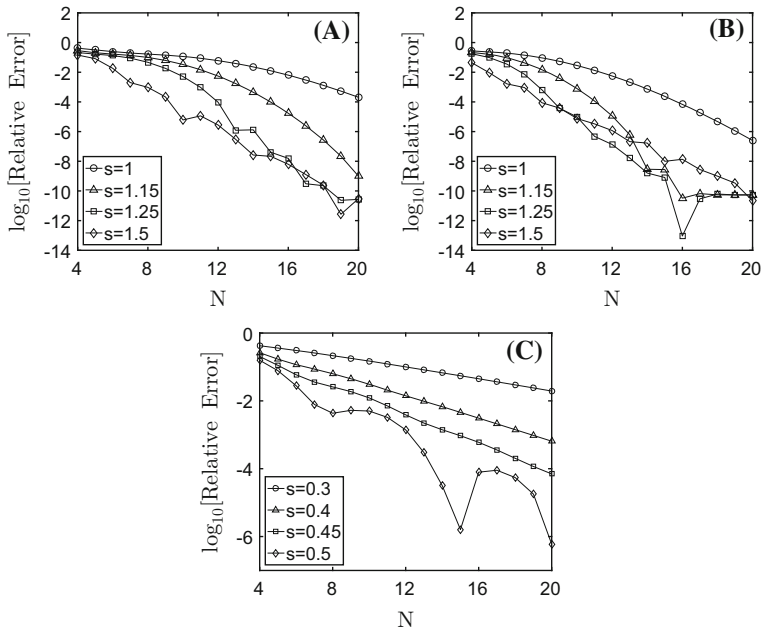 (A)
log10[Relative Error]
2
0
-2
-4
-6
-8
-10
-12
-14
s=1
s=1.15
s=1.25
s=1.5
4
8
12
16
20
N
(B)
log10[Relative Error]
2
0
-2
-4
-6
-8
-10
-12
-14
s=1
s=1.15
s=1.25
s=1.5
4
8
12
16
20
N
(C)
log10[Relative Error]
0
-2
-4
-6
s=0.3
s=0.4
s=0.45
s=0.5
4
8
12
16
20
N